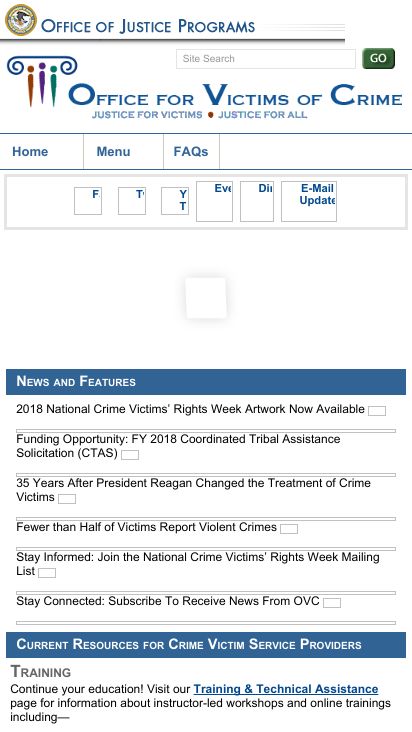 OFFICE OF JUSTICE PROGRAMS
Site Search
GO
OFFICE FOR VICTIMS OF CRIME
JUSTICE FOR VICTIMS • JUSTICE FOR ALL
Home Menu FAQs
F Y Eve Di E-Mail
T Update
NEWS AND FEATURES
2018 National Crime Victims' Rights Week Artwork Now Available
Funding Opportunity: FY 2018 Coordinated Tribal Assistance
Solicitation (CTAS)
35 Years After President Reagan Changed the Treatment of Crime
Victims
Fewer than Half of Victims Report Violent Crimes
Stay Informed: Join the National Crime Victims' Rights Week Mailing
List
Stay Connected: Subscribe To Receive News From OVC
CURRENT RESOURCES FOR CRIME VICTIM SERVICE PROVIDERS
TRAINING
Continue your education! Visit our Training & Technical Assistance
page for information about instructor-led workshops and online trainings
including—